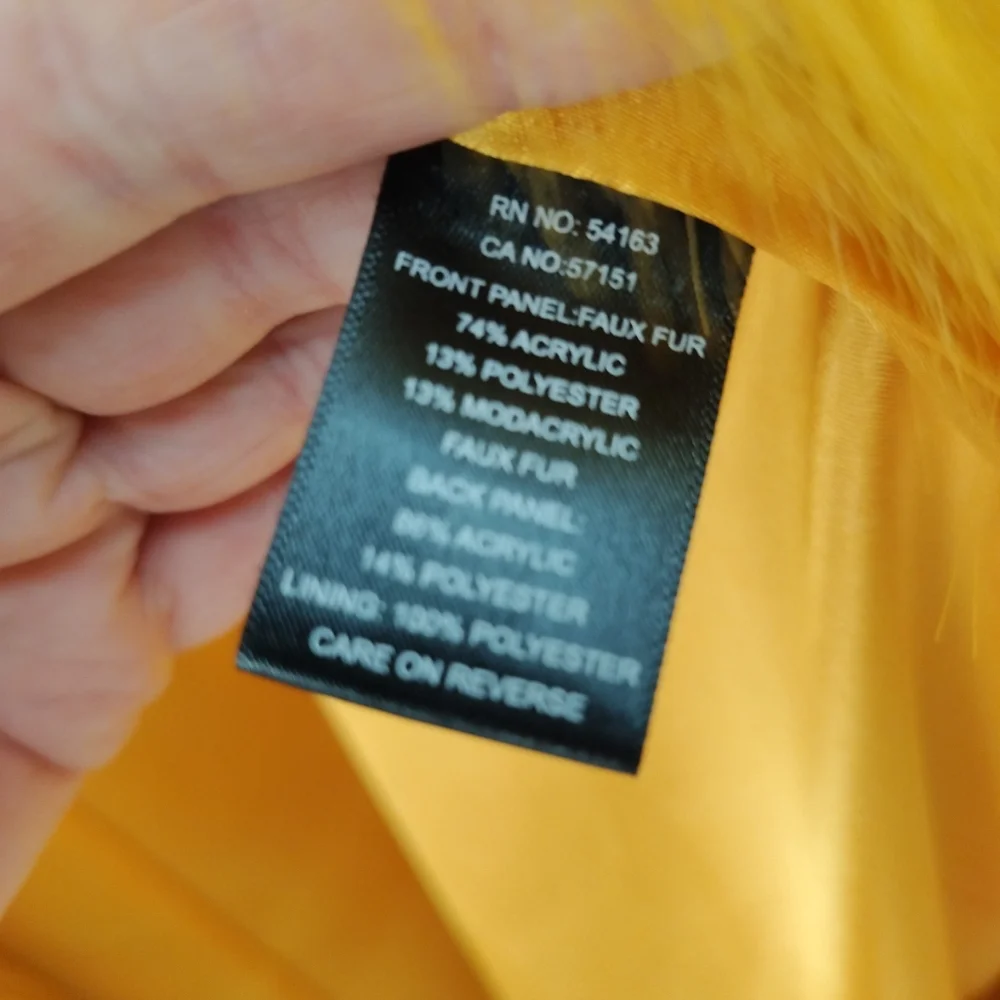 RN NO: 54163
CA NO:57151
FRONT PANEL:FAUX FUR
74% ACRYLIC
13% POLYESTER
13% MODACRYLIC
FAUX FUR
BACK PANEL:
86% ACRYLIC
14% POLYESTER
LINING: 100% POLYESTER
CARE ON REVERSE